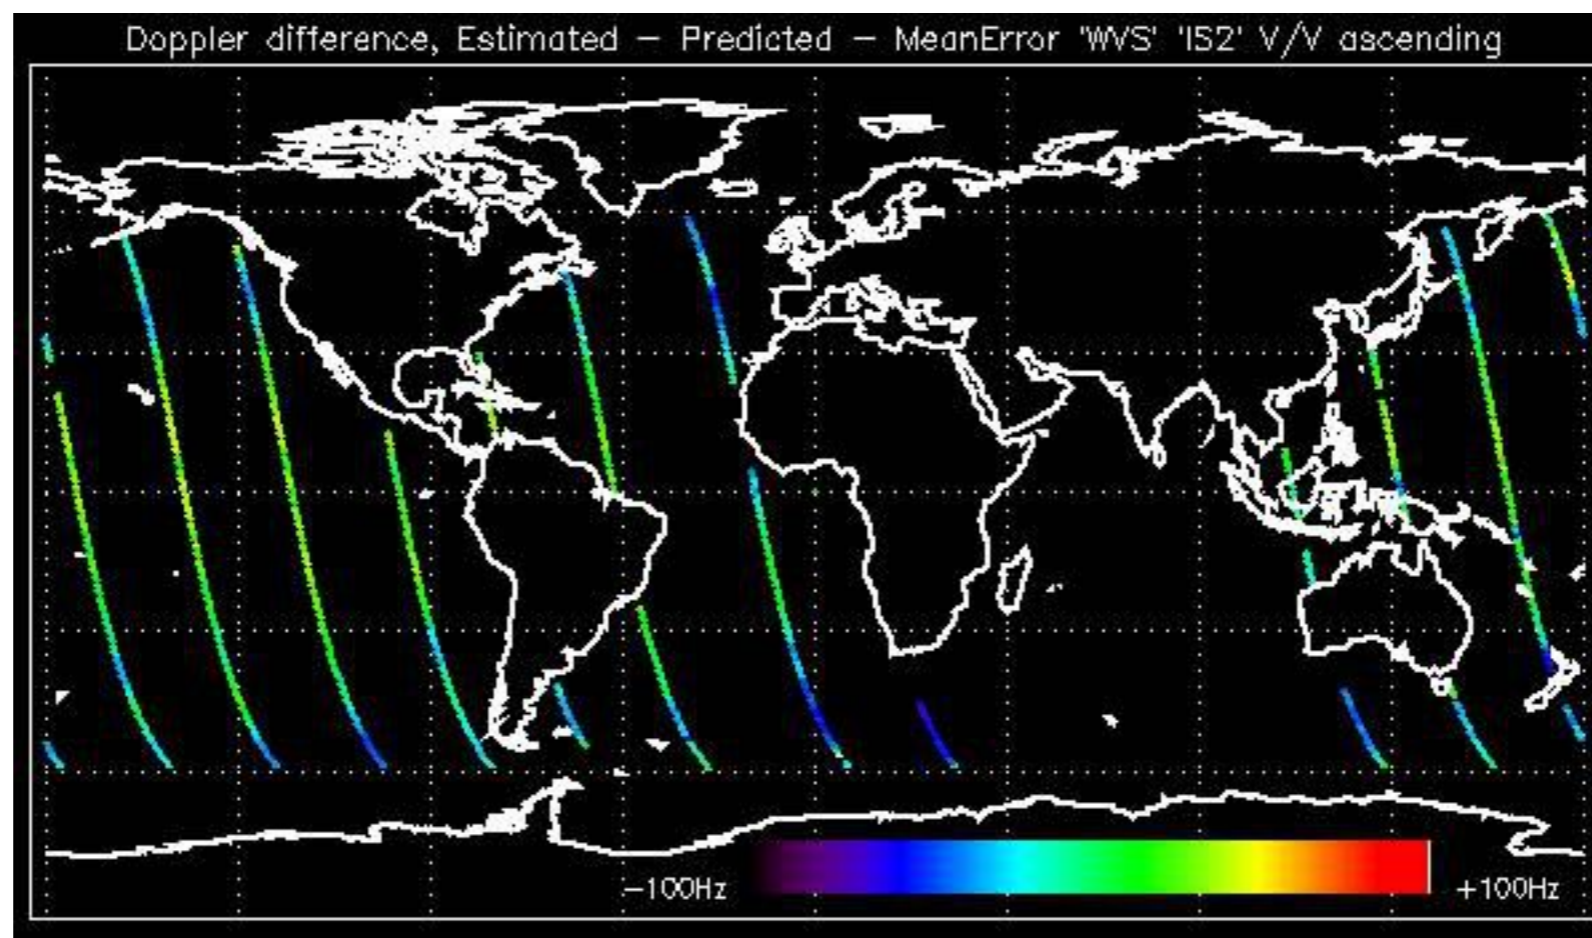 Doppler difference, Estimated – Predicted – MeanError 'WVS' 'IS2' V/V ascending
−100Hz
+100Hz